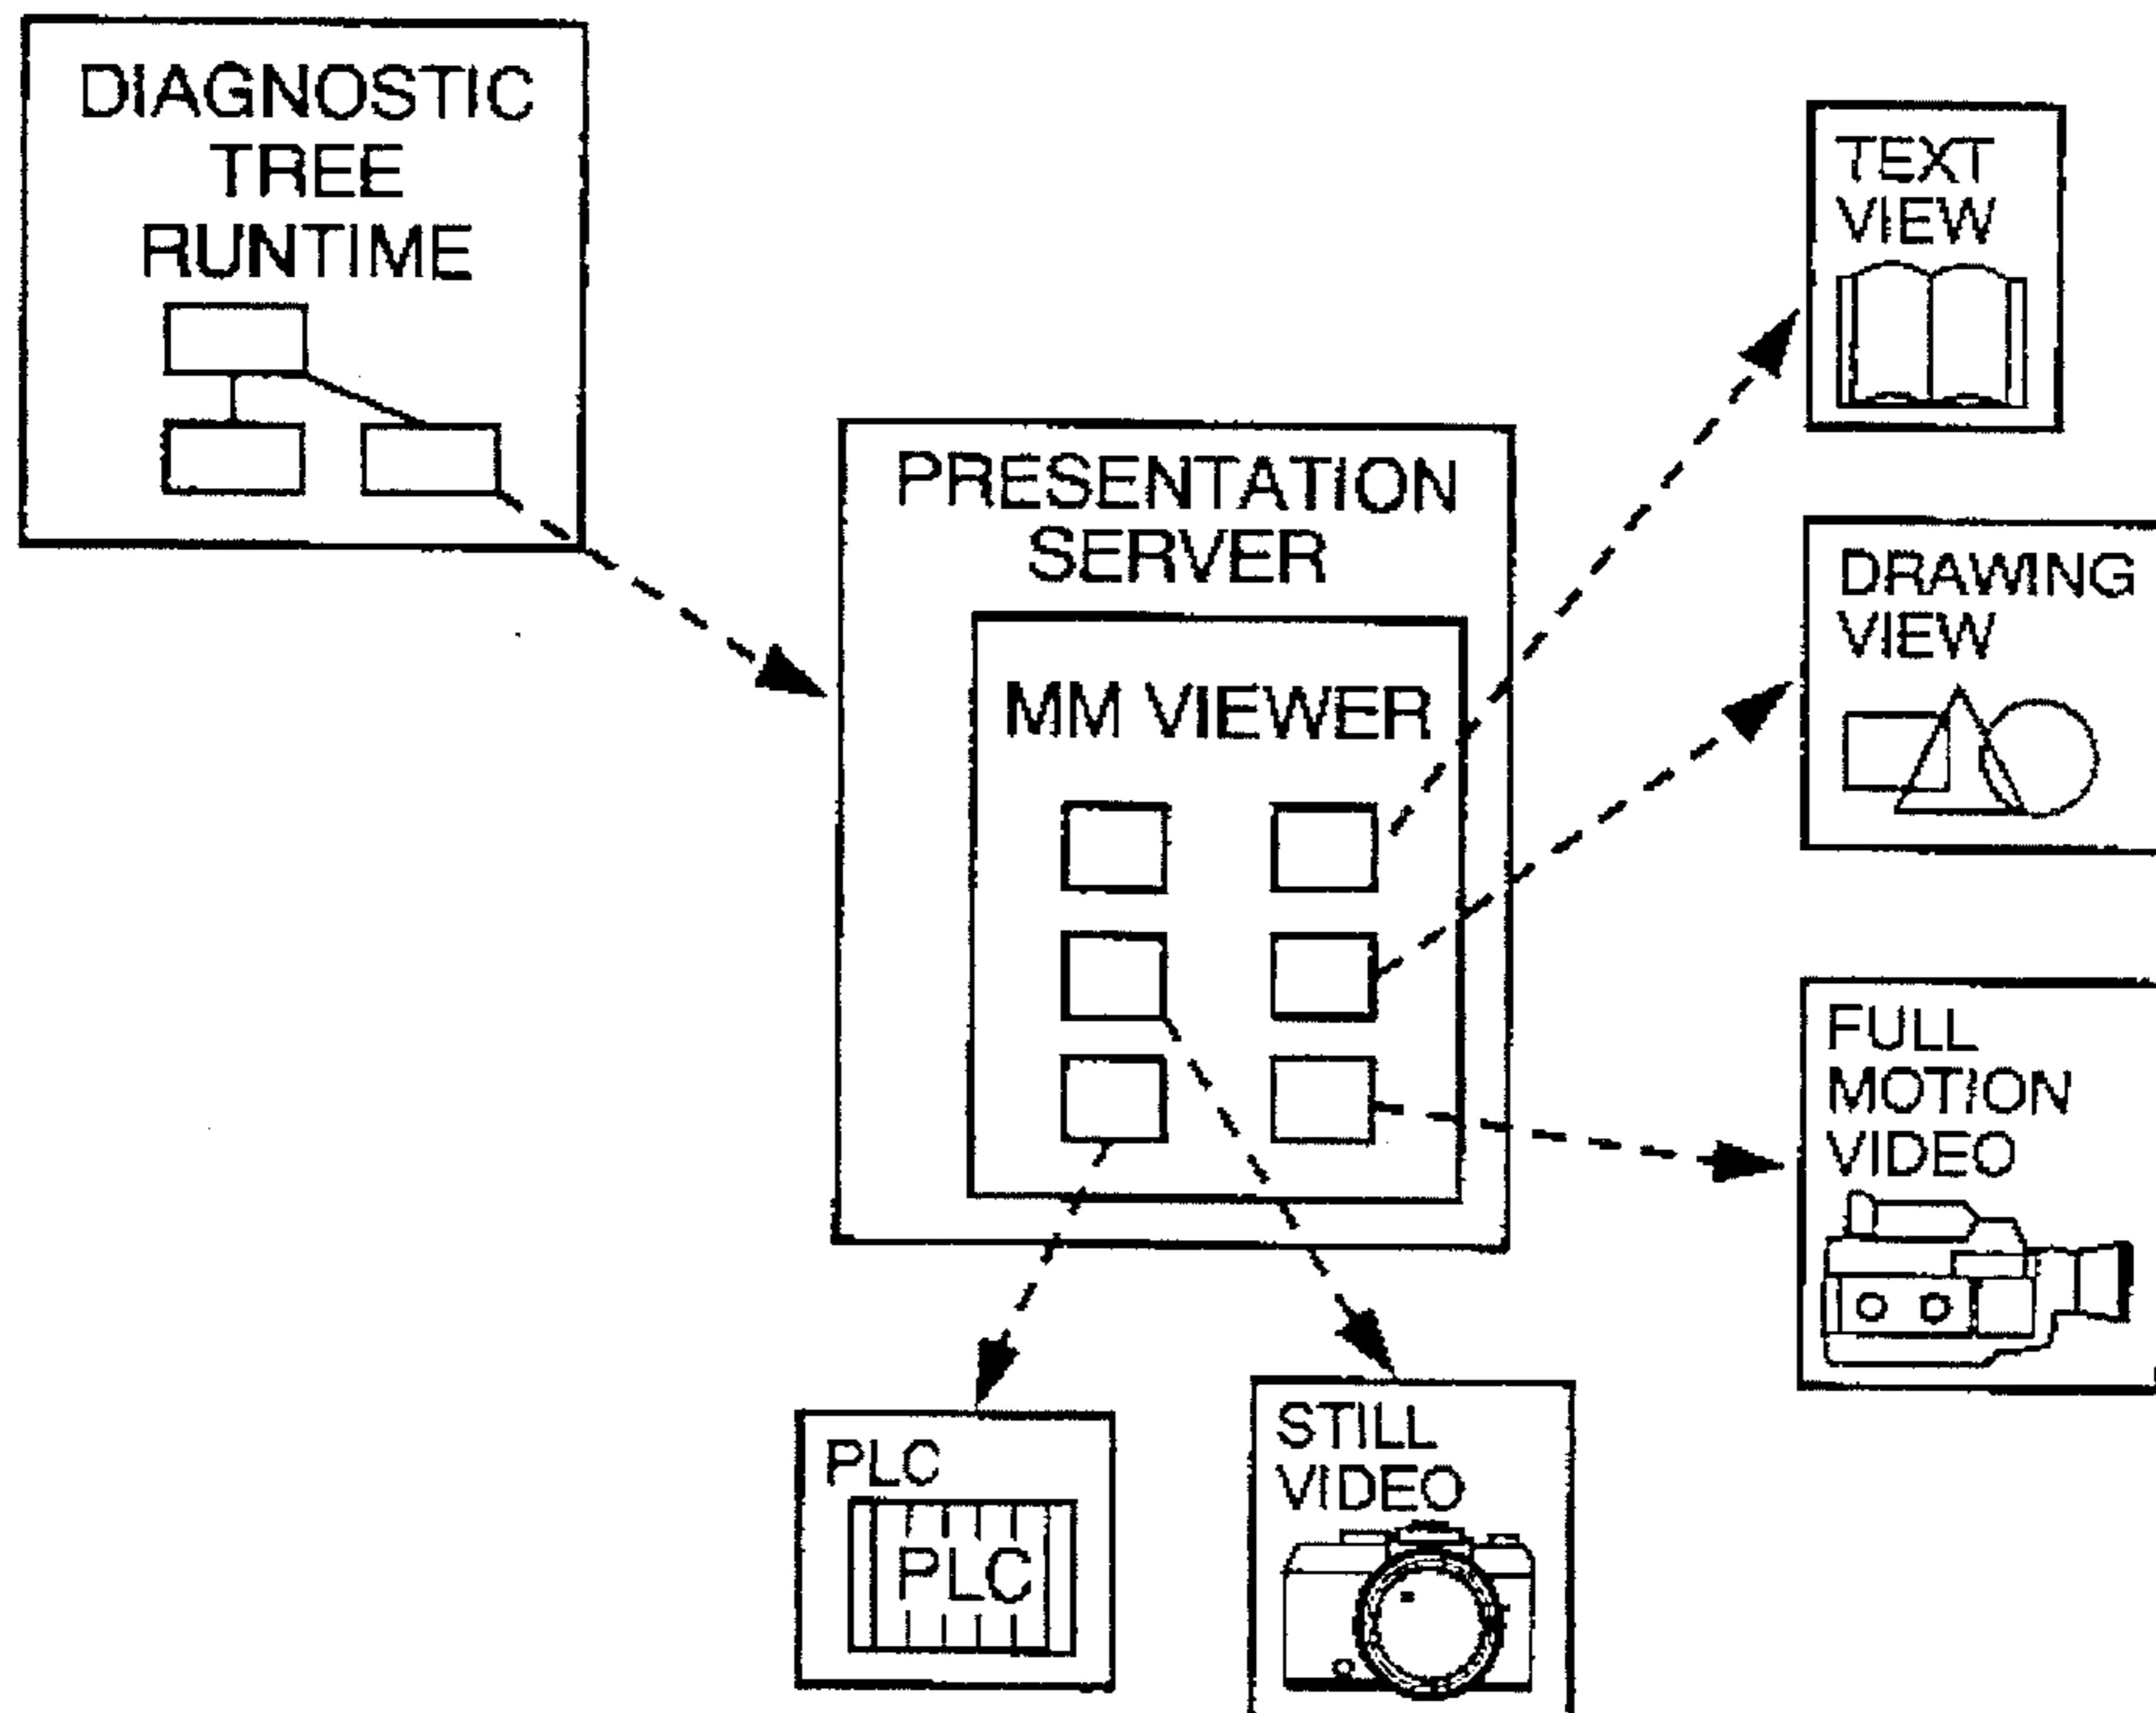 DIAGNOSTIC
TREE
RUNTIME
PRESENTATION
SERVER
MM VIEWER
TEXT
VIEW
DRAWING
VIEW
FULL
MOTION
VIDEO
PLC
PLC
STILL
VIDEO